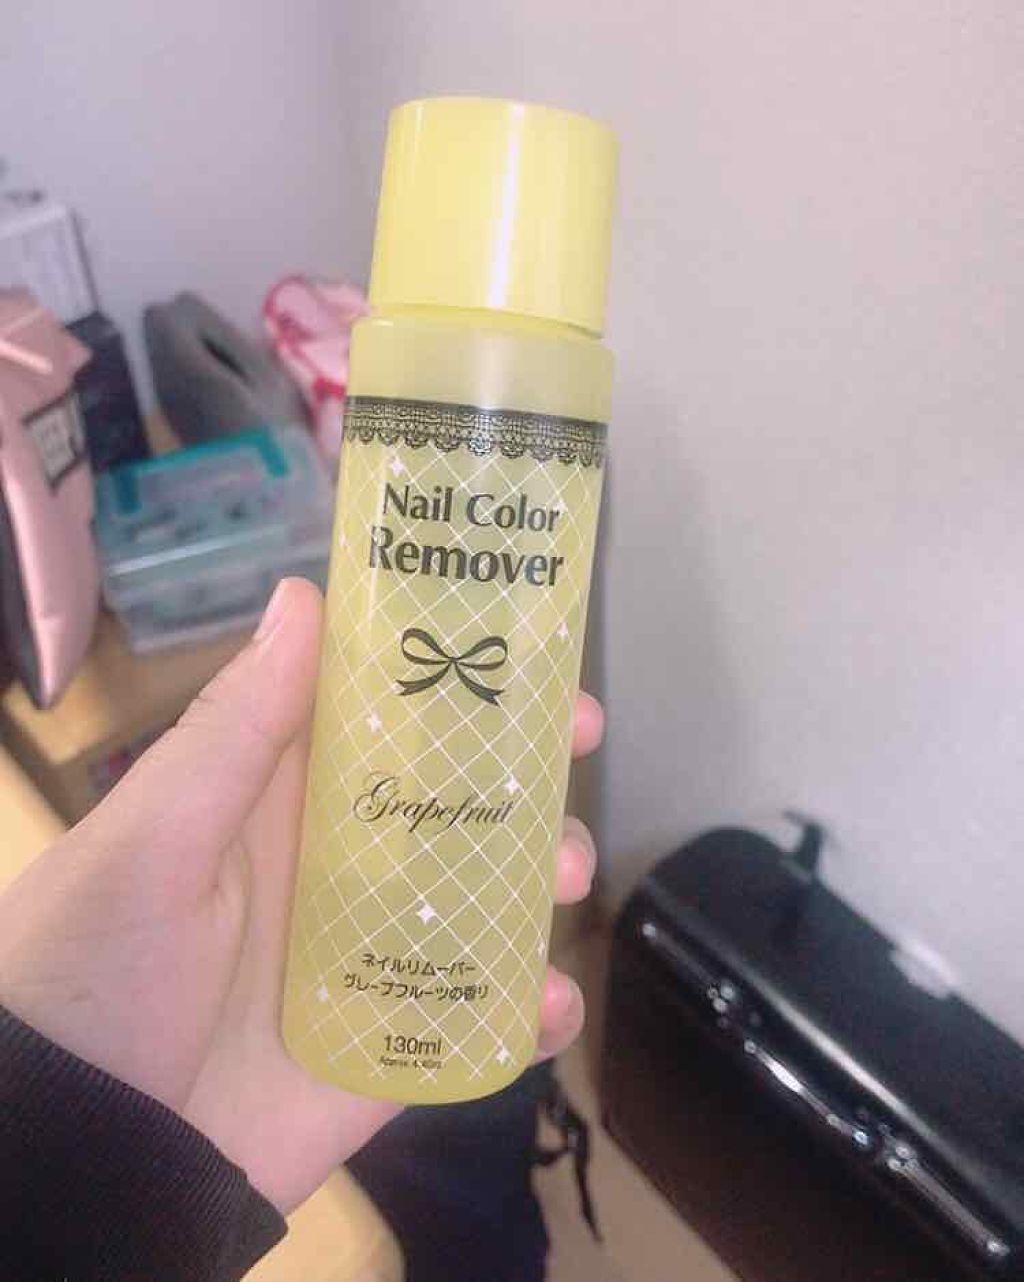 Nail Color
Remover
Grapefruit
ネイルリムーバー
グレープフルーツの香り
130ml